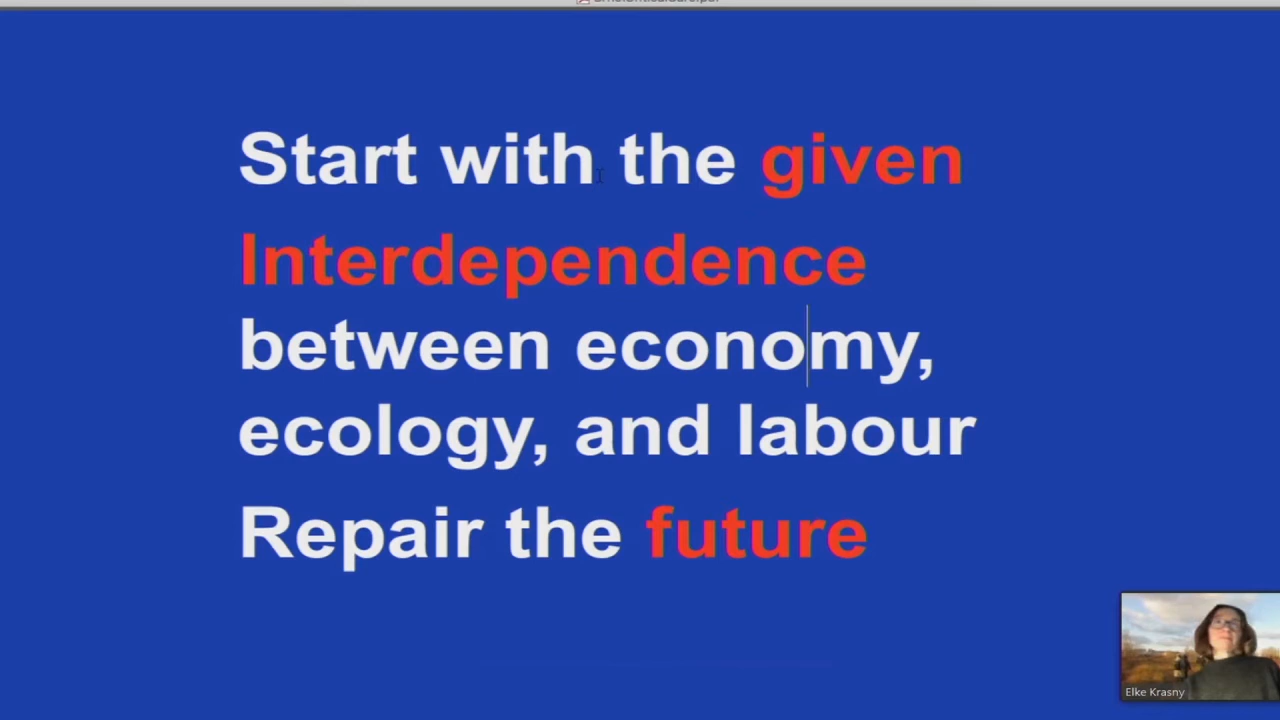 Start with the given
Interdependence
between economy,
ecology, and labour
Repair the future
Elke Krasny